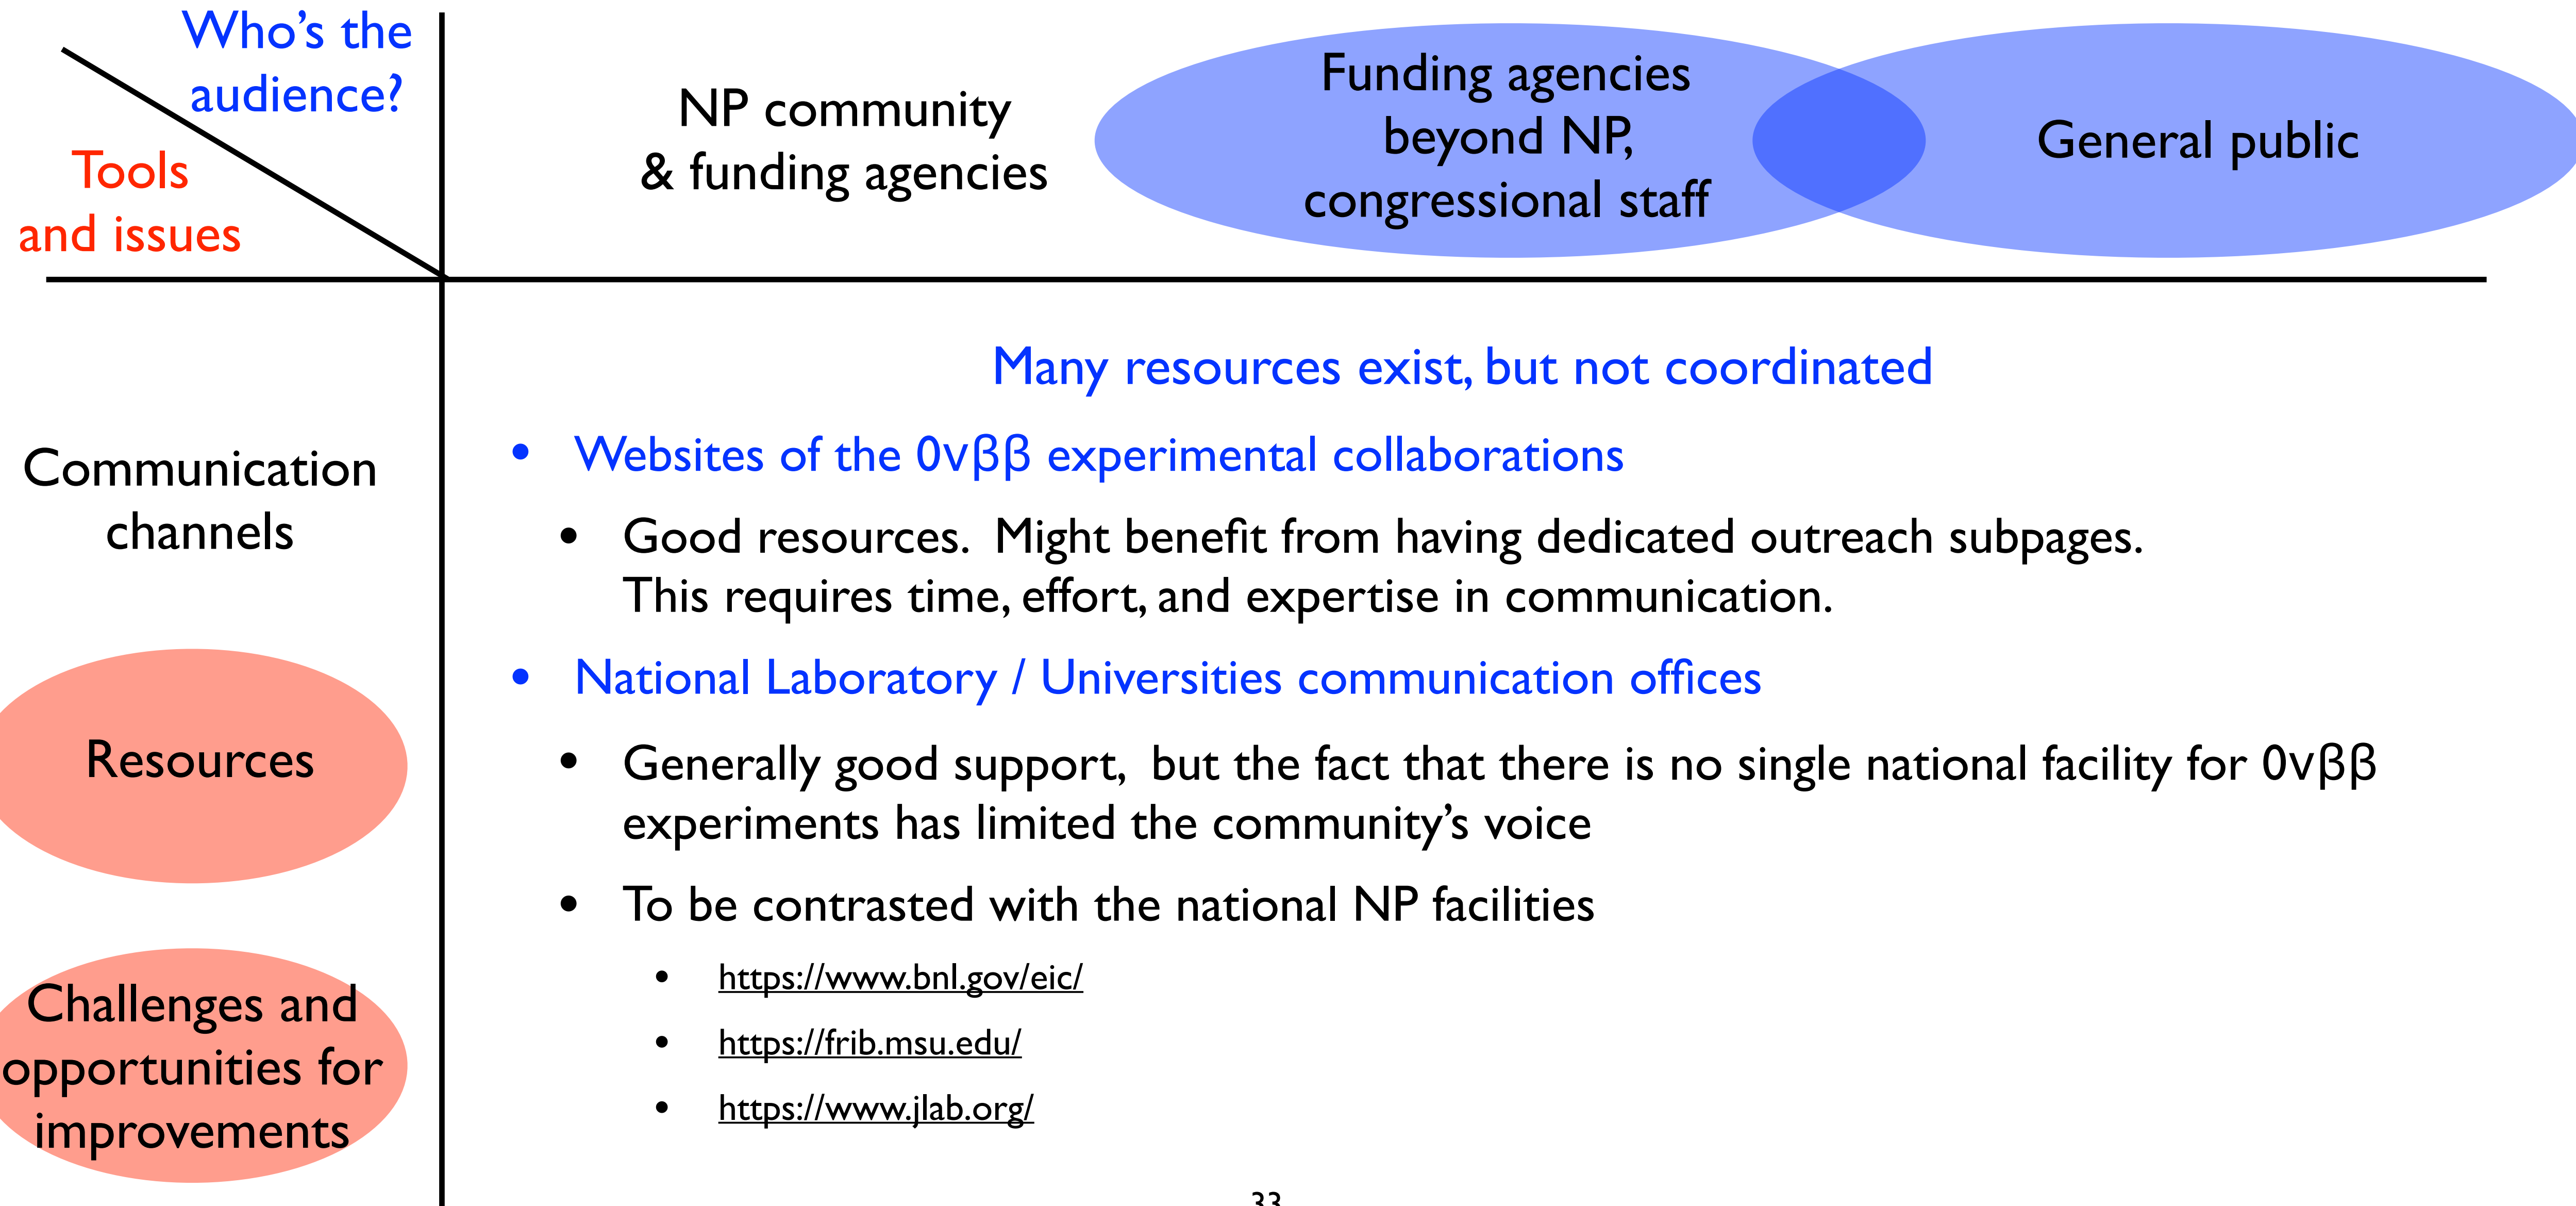 Who's the
audience?
Tools
and issues
NP community
& funding agencies
Funding agencies
beyond NP,
congressional staff
General public
Communication
channels
Resources
Challenges and
opportunities for
improvements
Many resources exist, but not coordinated
• Websites of the 0νββ experimental collaborations
• Good resources.  Might benefit from having dedicated outreach subpages.
This requires time, effort, and expertise in communication.
• National Laboratory / Universities communication offices
• Generally good support,  but the fact that there is no single national facility for 0νββ
experiments has limited the community's voice
• To be contrasted with the national NP facilities
• https://www.bnl.gov/eic/
• https://frib.msu.edu/
• https://www.jlab.org/
33